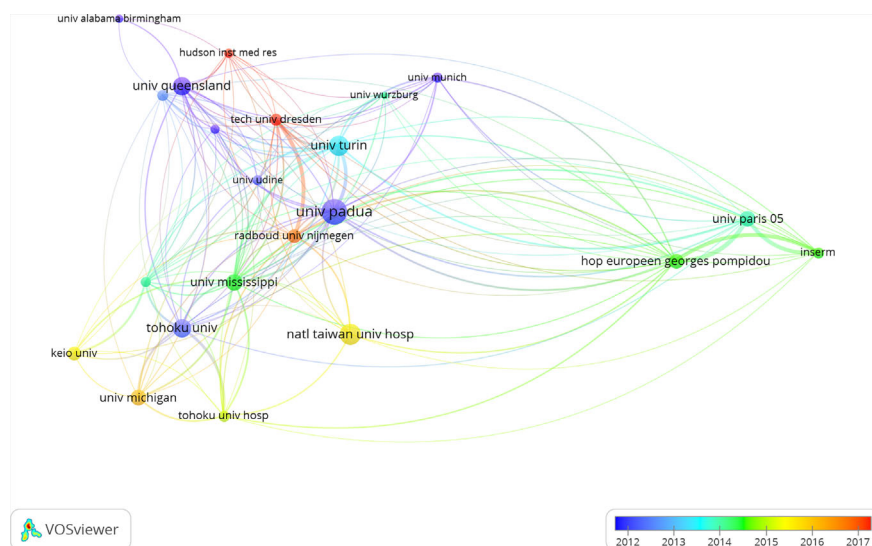 univ alabama birmingham
hudson inst med res
univ munich
univ queensland
univ wurzburg
tech univ dresden
univ turin
univ udine
univ padua
univ paris 05
radboud univ nijmegen
inserm
hop europeen georges pompidou
univ mississippi
tohoku univ
natl taiwan univ hosp
keio univ
univ michigan
tohoku univ hosp
VOSviewer
2012 2013 2014 2015 2016 2017